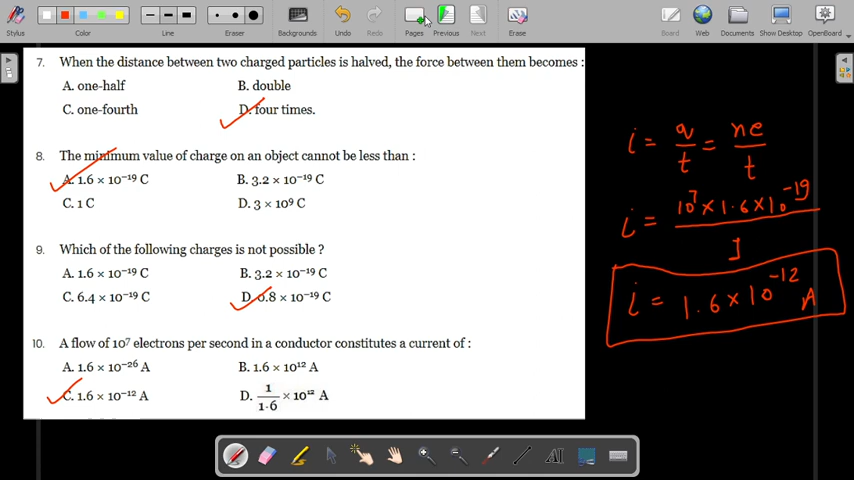 Stylus
Color
Line
Eraser
Backgrounds
Undo
Redo
Pages
Previous
Next
Erase
Board
Web
Documents
Show Desktop
OpenBoard
7. When the distance between two charged particles is halved, the force between them becomes :
A. one-half B. double
C. one-fourth D. four times.
8. The minimum value of charge on an object cannot be less than :
A. 1.6 × 10⁻¹⁹ C B. 3.2 × 10⁻¹⁹ C
C. 1 C D. 3 × 10⁹ C
9. Which of the following charges is not possible ?
A. 1.6 × 10⁻¹⁹ C B. 3.2 × 10⁻¹⁹ C
C. 6.4 × 10⁻¹⁹ C D. 0.8 × 10⁻¹⁹ C
10. A flow of 10⁷ electrons per second in a conductor constitutes a current of :
A. 1.6 × 10⁻²⁶ A B. 1.6 × 10¹² A
C. 1.6 × 10⁻¹² A D. 1/1·6 × 10¹² A
i = q/t = ne/t
i = 10⁷ × 1.6 × 10⁻¹⁹ / 1
i = 1.6 × 10⁻¹² A
AI